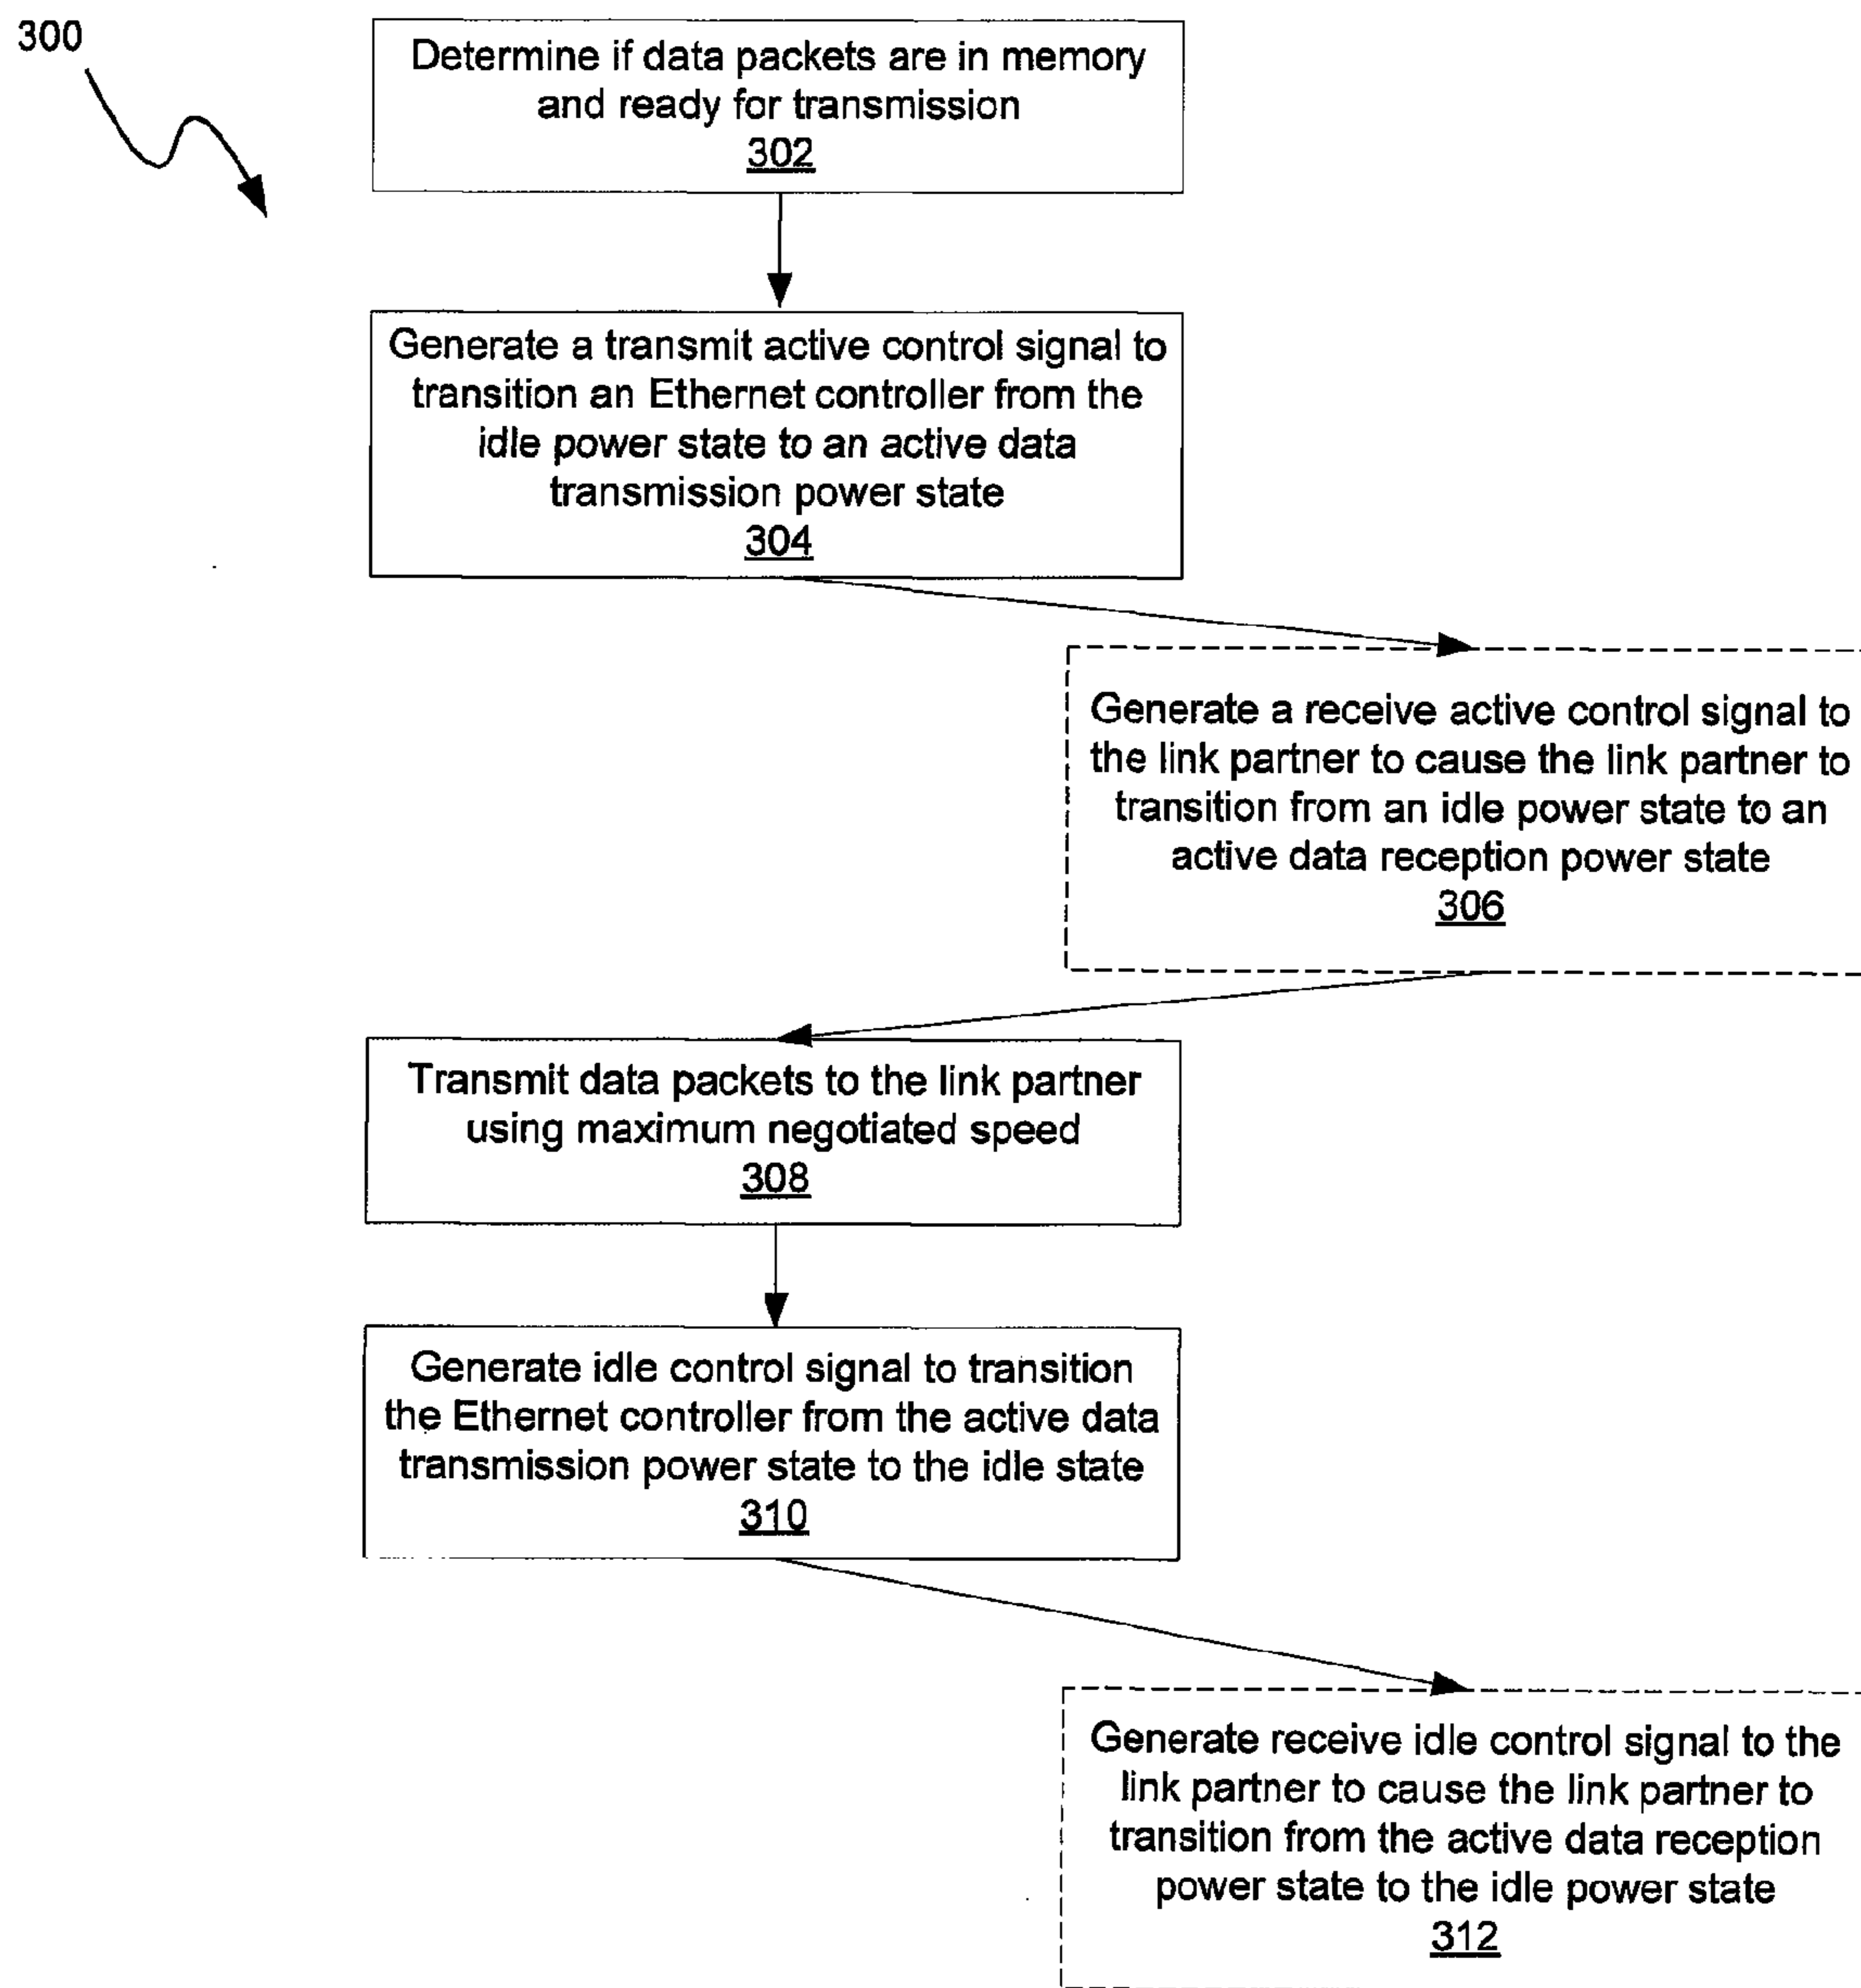 300
Determine if data packets are in memory
and ready for transmission
302
Generate a transmit active control signal to
transition an Ethernet controller from the
idle power state to an active data
transmission power state
304
Generate a receive active control signal to
the link partner to cause the link partner to
transition from an idle power state to an
active data reception power state
306
Transmit data packets to the link partner
using maximum negotiated speed
308
Generate idle control signal to transition
the Ethernet controller from the active data
transmission power state to the idle state
310
Generate receive idle control signal to the
link partner to cause the link partner to
transition from the active data reception
power state to the idle power state
312